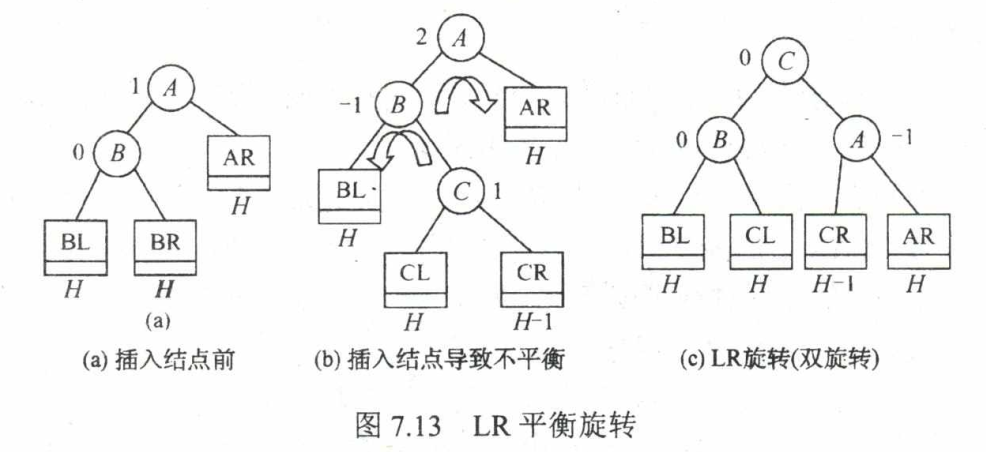 1 A
0 B
AR
H
BL BR
H H
(a)
(a) 插入结点前
2 A
-1 B
AR
H
BL
H
C 1
CL CR
H H-1
(b) 插入结点导致不平衡
0 C
0 B A -1
BL CL CR AR
H H H-1 H
(c) LR旋转(双旋转)
图 7.13 LR 平衡旋转